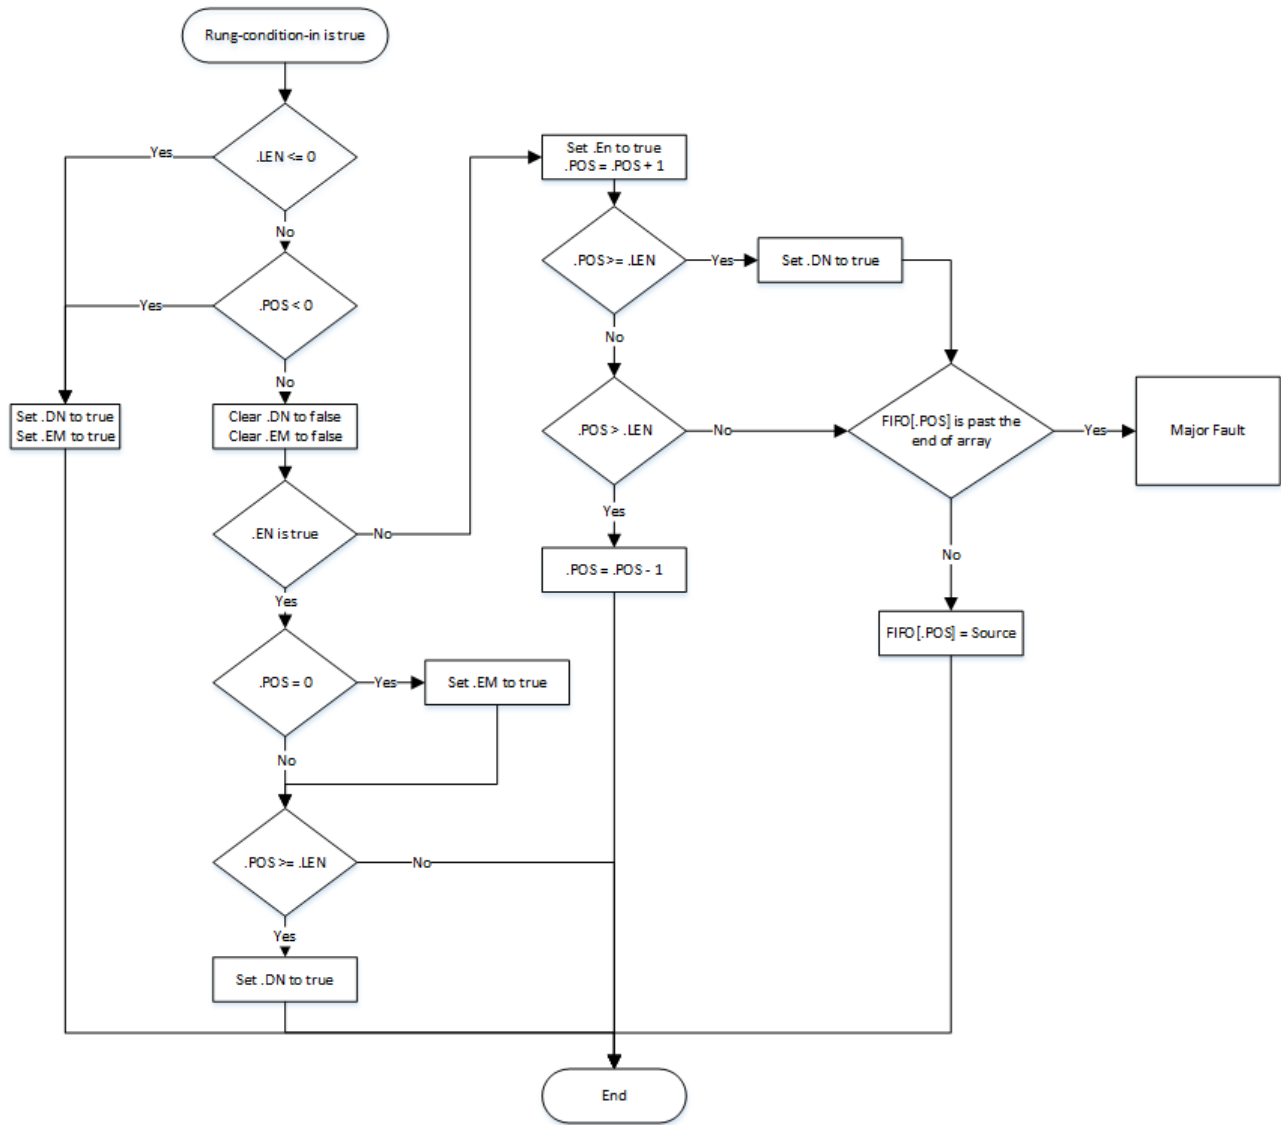 Rung-condition-in is true
.LEN <= 0
Yes
No
.POS < 0
Yes
No
Set .DN to true
Set .EM to true
Clear .DN to false
Clear .EM to false
.EN is true
No
Yes
.POS = 0
Yes
Set .EM to true
No
.POS >= .LEN
No
Yes
Set .DN to true
Set .En to true
.POS = .POS + 1
.POS >= .LEN
Yes
Set .DN to true
No
.POS > .LEN
No
Yes
.POS = .POS - 1
FIFO[.POS] is past the
end of array
Yes
Major Fault
No
FIFO[.POS] = Source
End